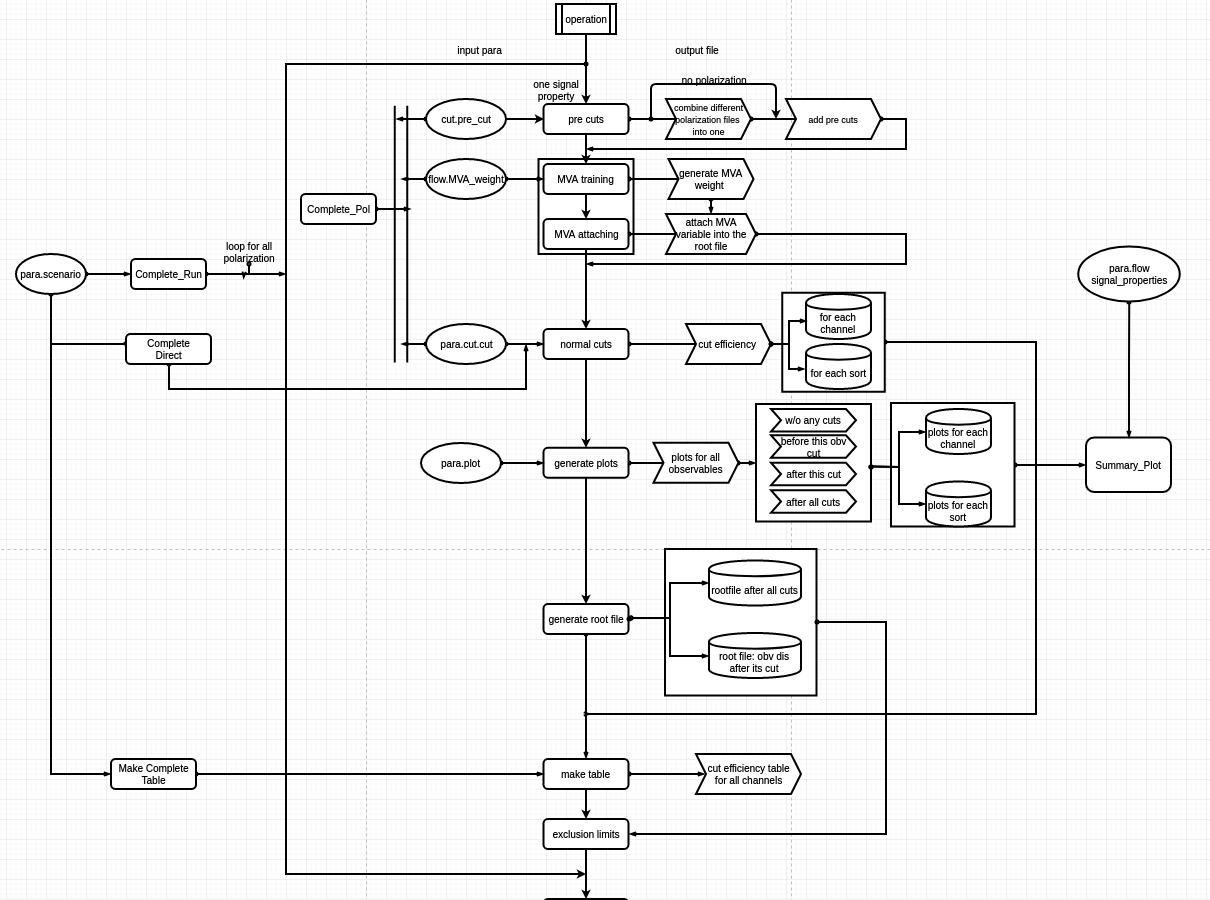 operation
input para
output file
one signal
property
no polarization
cut.pre_cut
pre cuts
combine different
polarization files
into one
add pre cuts
flow.MVA_weight
MVA training
generate MVA
weight
Complete_Pol
MVA attaching
attach MVA
variable into the
root file
loop for all
polarization
para.scenario
Complete_Run
para.flow
signal_properties
Complete
Direct
para.cut.cut
normal cuts
cut efficiency
for each
channel
for each sort
w/o any cuts
before this obv
cut
after this cut
after all cuts
plots for each
channel
plots for each
sort
para.plot
generate plots
plots for all
observables
Summary_Plot
generate root file
rootfile after all cuts
root file: obv dis
after its cut
Make Complete
Table
make table
cut efficiency table
for all channels
exclusion limits